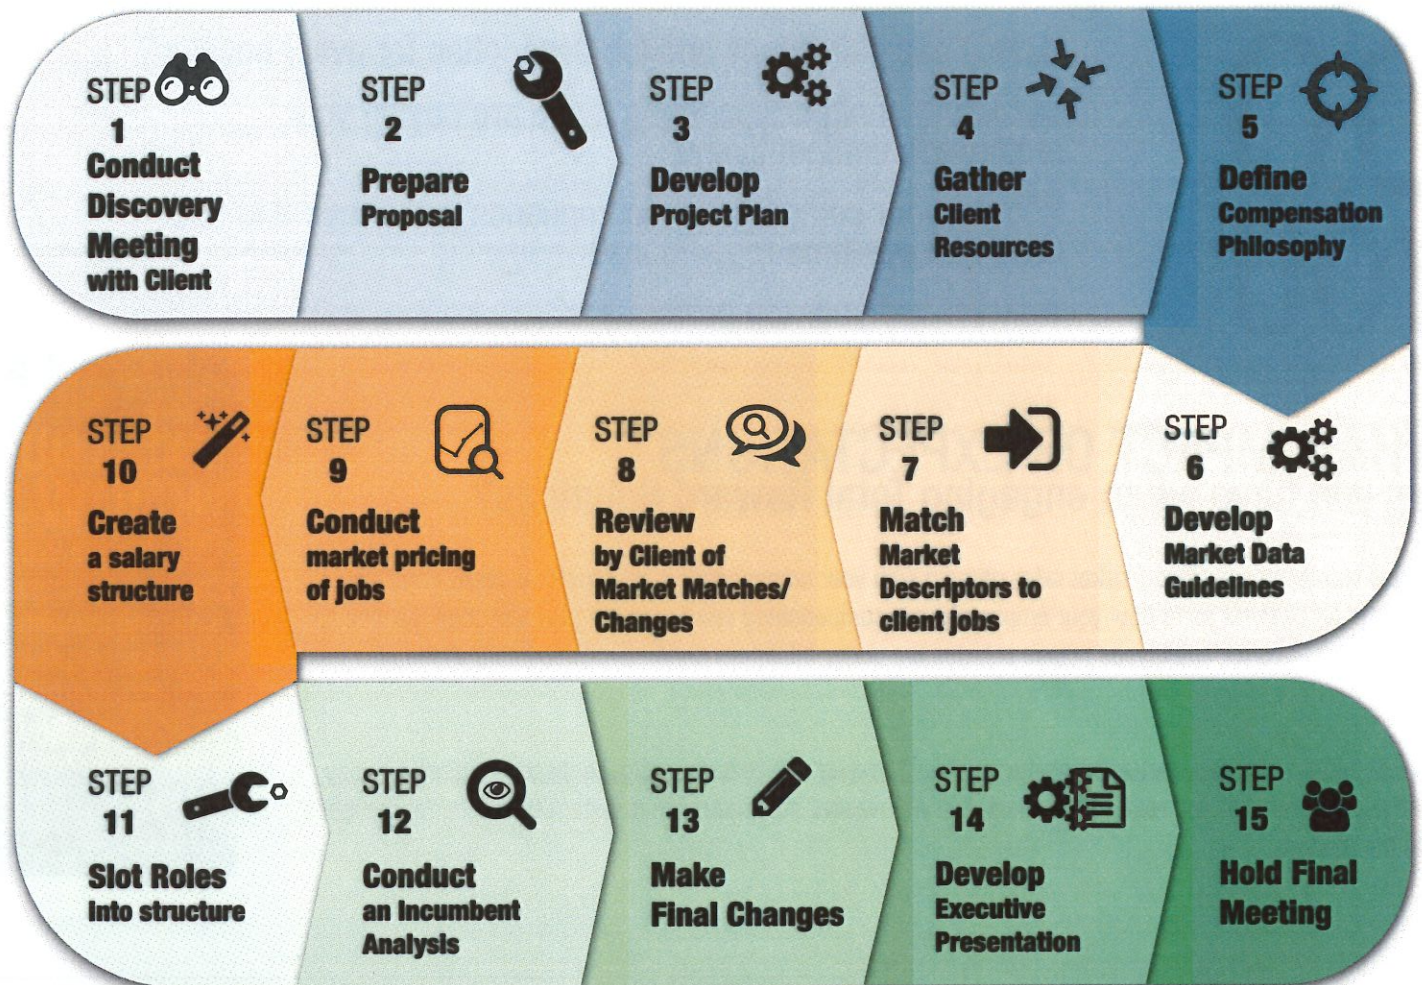 STEP
1
Conduct
Discovery
Meeting
with Client
STEP
2
Prepare
Proposal
STEP
3
Develop
Project Plan
STEP
4
Gather
Client
Resources
STEP
5
Define
Compensation
Philosophy
STEP
6
Develop
Market Data
Guidelines
STEP
7
Match
Market
Descriptors to
client jobs
STEP
8
Review
by Client of
Market Matches/
Changes
STEP
9
Conduct
market pricing
of jobs
STEP
10
Create
a salary
structure
STEP
11
Slot Roles
Into structure
STEP
12
Conduct
an Incumbent
Analysis
STEP
13
Make
Final Changes
STEP
14
Develop
Executive
Presentation
STEP
15
Hold Final
Meeting